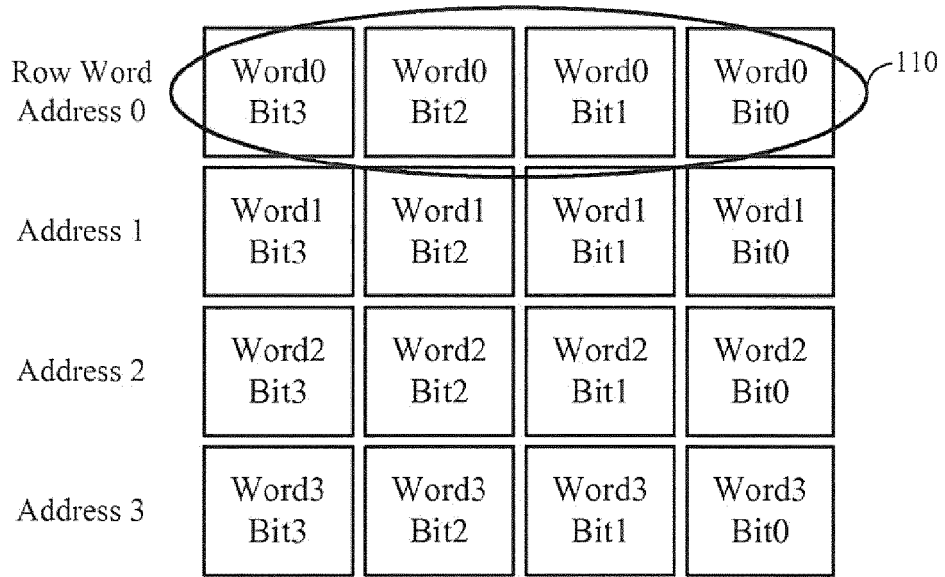 Row Word
Address 0
Word0
Bit3
Word0
Bit2
Word0
Bit1
Word0
Bit0
110
Address 1
Word1
Bit3
Word1
Bit2
Word1
Bit1
Word1
Bit0
Address 2
Word2
Bit3
Word2
Bit2
Word2
Bit1
Word2
Bit0
Address 3
Word3
Bit3
Word3
Bit2
Word3
Bit1
Word3
Bit0